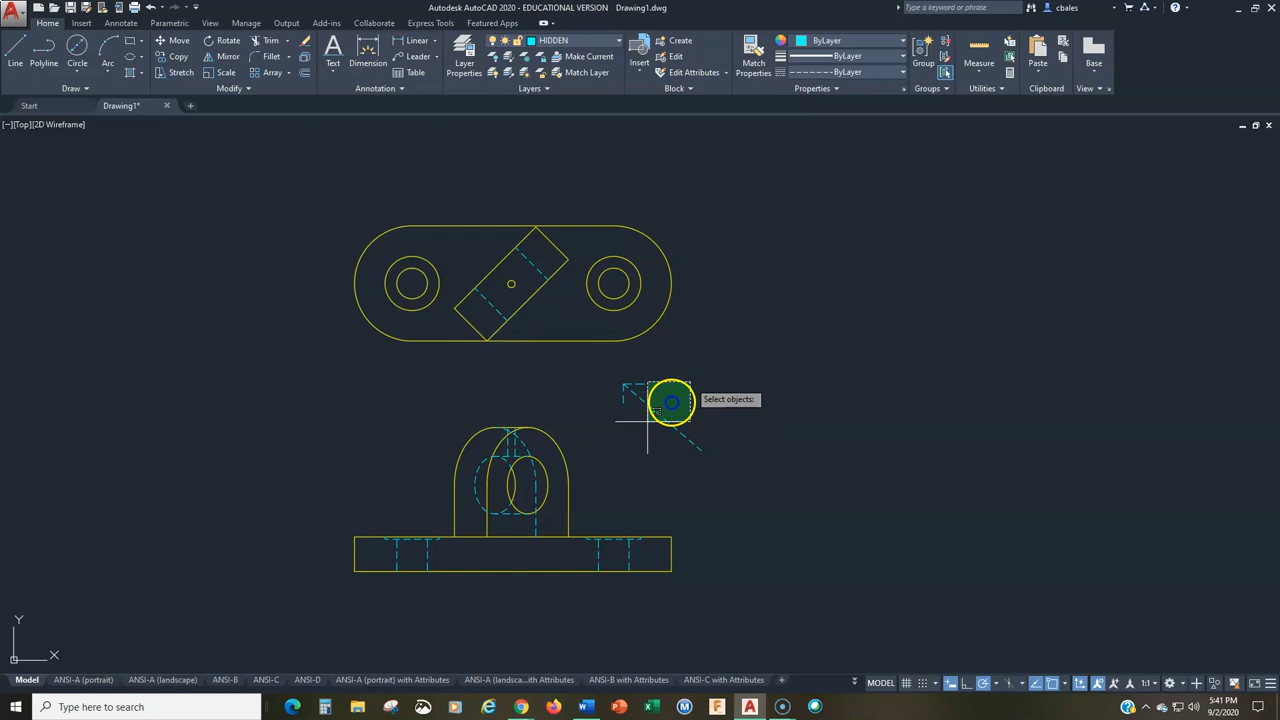 Autodesk AutoCAD 2020 - EDUCATIONAL VERSION Drawing1.dwg
Type a keyword or phrase
cbales
Home Insert Annotate Parametric View Manage Output Add-ins Collaborate Express Tools Featured Apps
Line Polyline Circle Arc
Move Rotate Trim
Copy Mirror Fillet
Stretch Scale Array
Text Dimension
Linear
Leader
Table
Layer Properties
HIDDEN
Make Current
Match Layer
Insert
Create
Edit
Edit Attributes
Match Properties
ByLayer
ByLayer
ByLayer
Group
Measure
Paste
Base
Draw Modify Annotation Layers Block Properties Groups Utilities Clipboard View
Start Drawing1*
[−][Top][2D Wireframe]
Select objects:
Y
X
Model ANSI-A (portrait) ANSI-A (landscape) ANSI-B ANSI-C ANSI-D ANSI-A (portrait) with Attributes ANSI-A (landsc...ith Attributes ANSI-B with Attributes ANSI-C with Attributes
MODEL
1:1
Type here to search
5:41 PM
9/2/2020